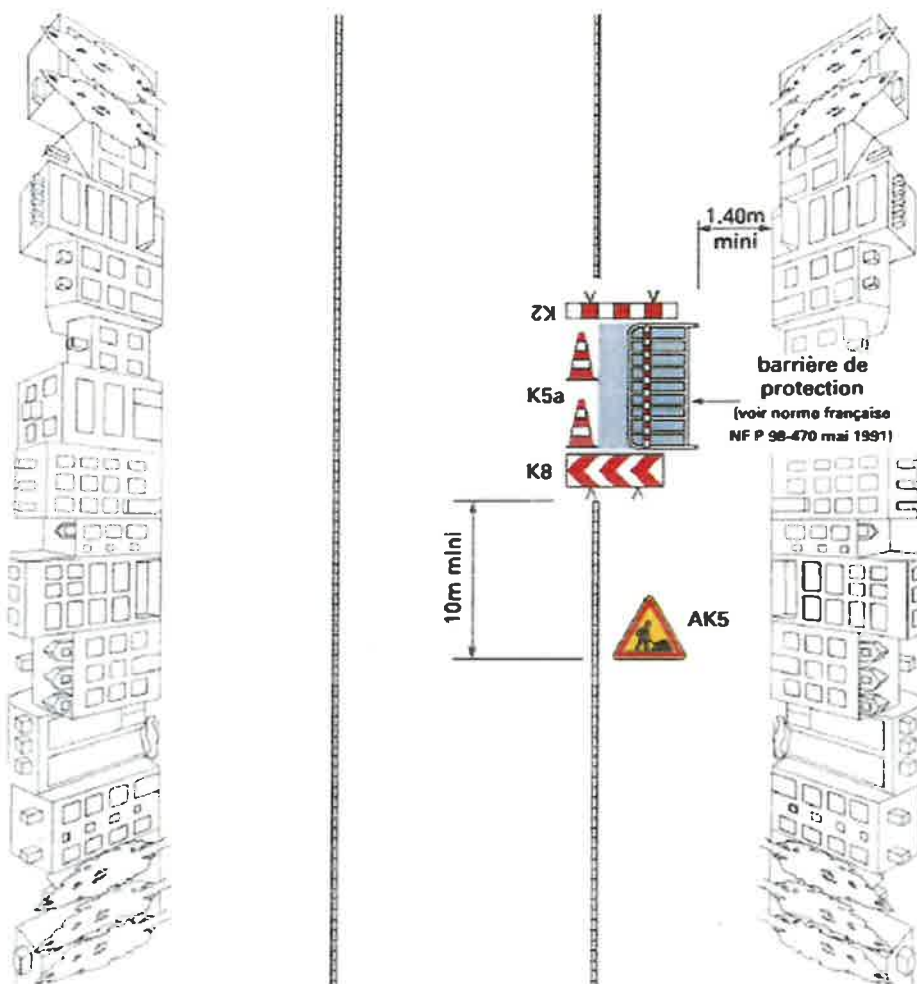 1.40m
mini
K2
K5a
barrière de
protection
(voir norme française
NF P 98-470 mai 1991)
K8
10m mini
AK5